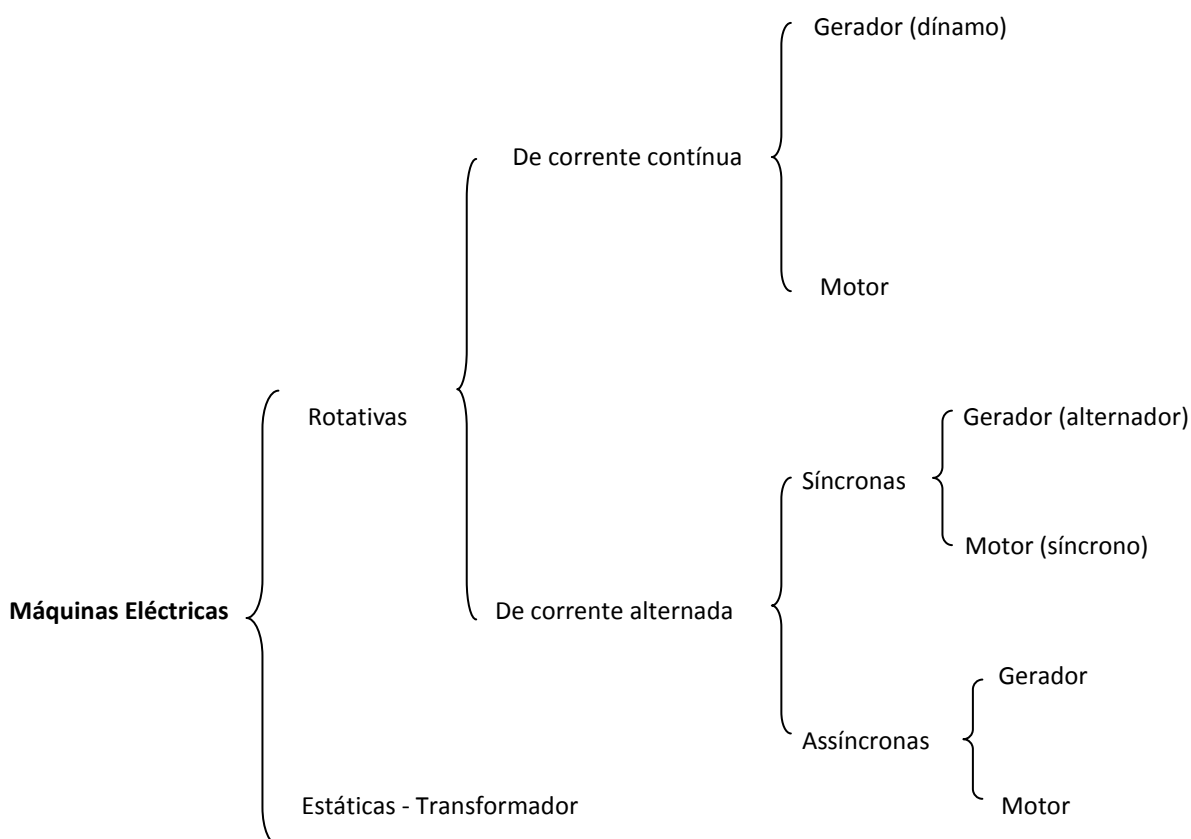 Gerador (dínamo)
De corrente contínua
Motor
Rotativas
Gerador (alternador)
Síncronas
Motor (síncrono)
Máquinas Eléctricas
De corrente alternada
Gerador
Assíncronas
Estáticas - Transformador
Motor